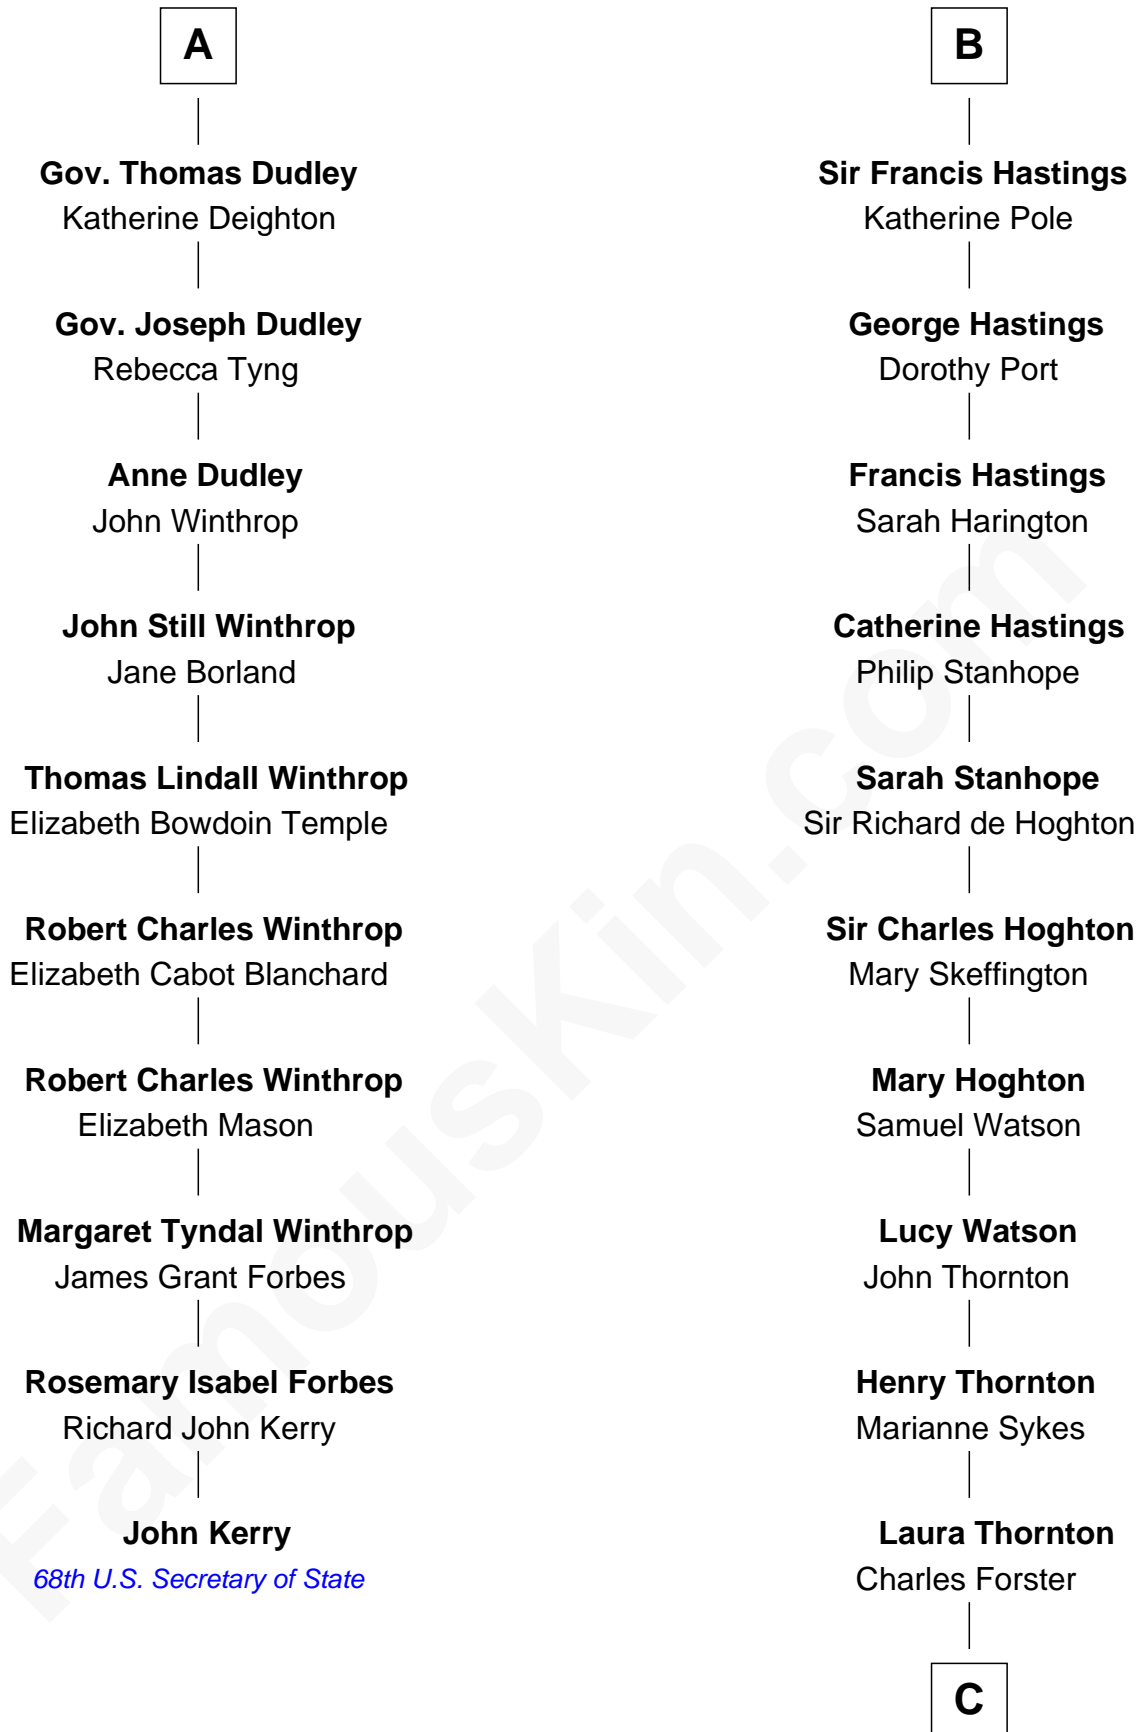 A
Gov. Thomas Dudley
Katherine Deighton
Gov. Joseph Dudley
Rebecca Tyng
Anne Dudley
John Winthrop
John Still Winthrop
Jane Borland
Thomas Lindall Winthrop
Elizabeth Bowdoin Temple
Robert Charles Winthrop
Elizabeth Cabot Blanchard
Robert Charles Winthrop
Elizabeth Mason
Margaret Tyndal Winthrop
James Grant Forbes
Rosemary Isabel Forbes
Richard John Kerry
John Kerry
68th U.S. Secretary of State
B
Sir Francis Hastings
Katherine Pole
George Hastings
Dorothy Port
Francis Hastings
Sarah Harington
Catherine Hastings
Philip Stanhope
Sarah Stanhope
Sir Richard de Hoghton
Sir Charles Hoghton
Mary Skeffington
Mary Hoghton
Samuel Watson
Lucy Watson
John Thornton
Henry Thornton
Marianne Sykes
Laura Thornton
Charles Forster
C
FamousKin.com